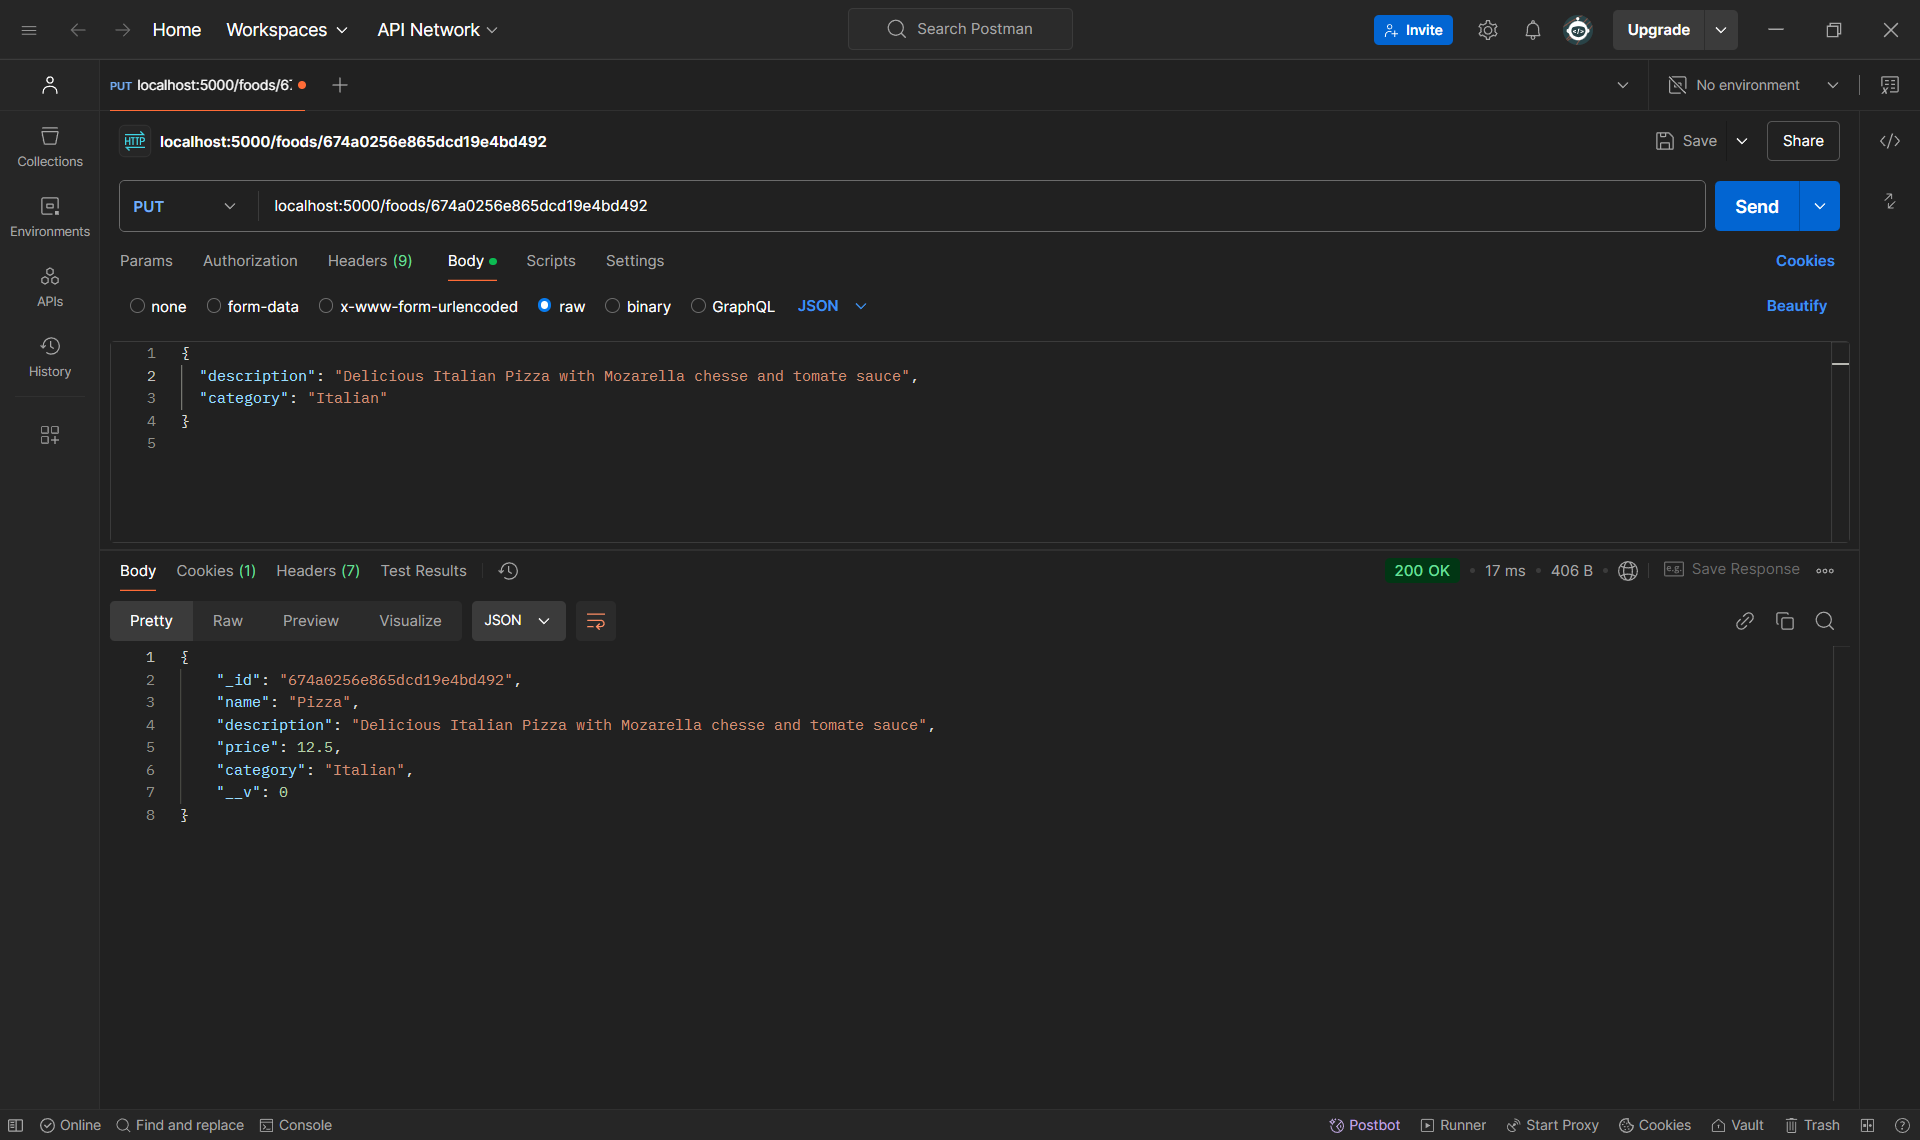 Home Workspaces API Network Search Postman Invite Upgrade
PUT localhost:5000/foods/67 No environment
HTTP localhost:5000/foods/674a0256e865dcd19e4bd492 Save Share
PUT localhost:5000/foods/674a0256e865dcd19e4bd492 Send
Params Authorization Headers (9) Body Scripts Settings Cookies
none form-data x-www-form-urlencoded raw binary GraphQL JSON Beautify
Collections
Environments
APIs
History
1 {
2 "description": "Delicious Italian Pizza with Mozarella chesse and tomate sauce",
3 "category": "Italian"
4 }
5
Body Cookies (1) Headers (7) Test Results 200 OK • 17 ms • 406 B • e.g. Save Response
Pretty Raw Preview Visualize JSON
1 {
2 "_id": "674a0256e865dcd19e4bd492",
3 "name": "Pizza",
4 "description": "Delicious Italian Pizza with Mozarella chesse and tomate sauce",
5 "price": 12.5,
6 "category": "Italian",
7 "__v": 0
8 }
Online Find and replace Console Postbot Runner Start Proxy Cookies Vault Trash